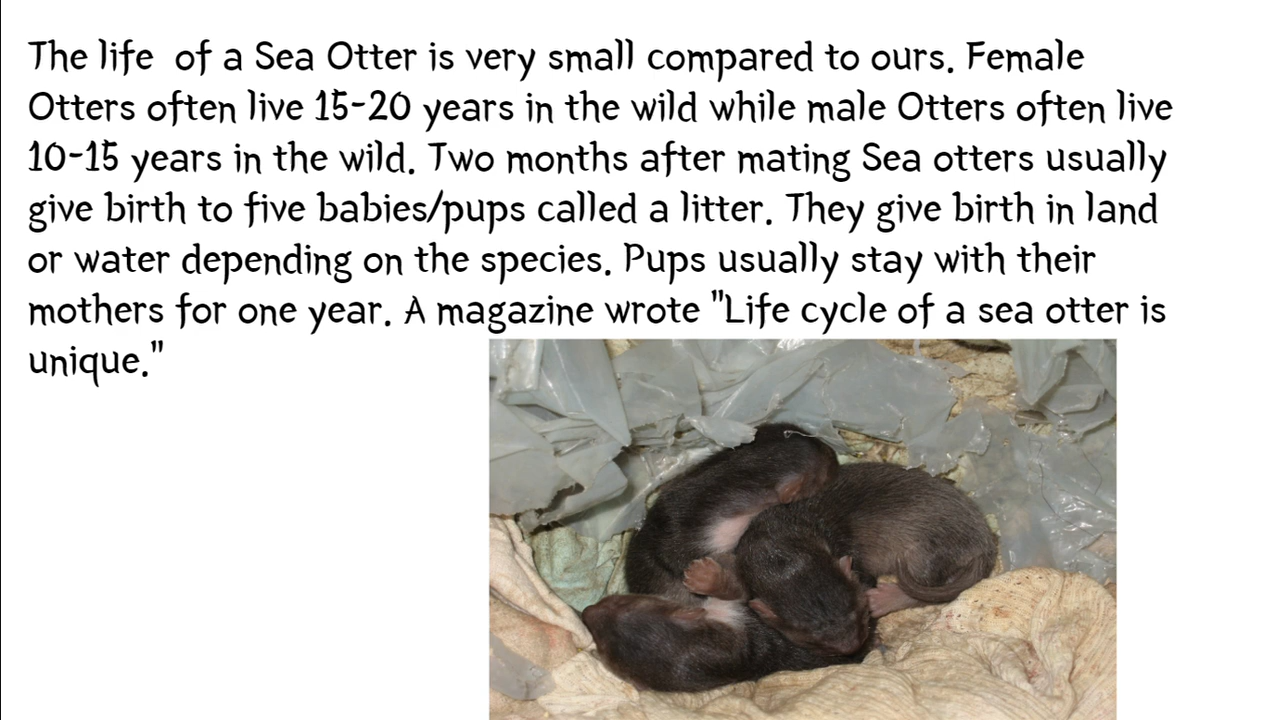 The life  of a Sea Otter is very small compared to ours. Female
Otters often live 15-20 years in the wild while male Otters often live
10-15 years in the wild. Two months after mating Sea otters usually
give birth to five babies/pups called a litter. They give birth in land
or water depending on the species. Pups usually stay with their
mothers for one year. A magazine wrote "Life cycle of a sea otter is
unique."